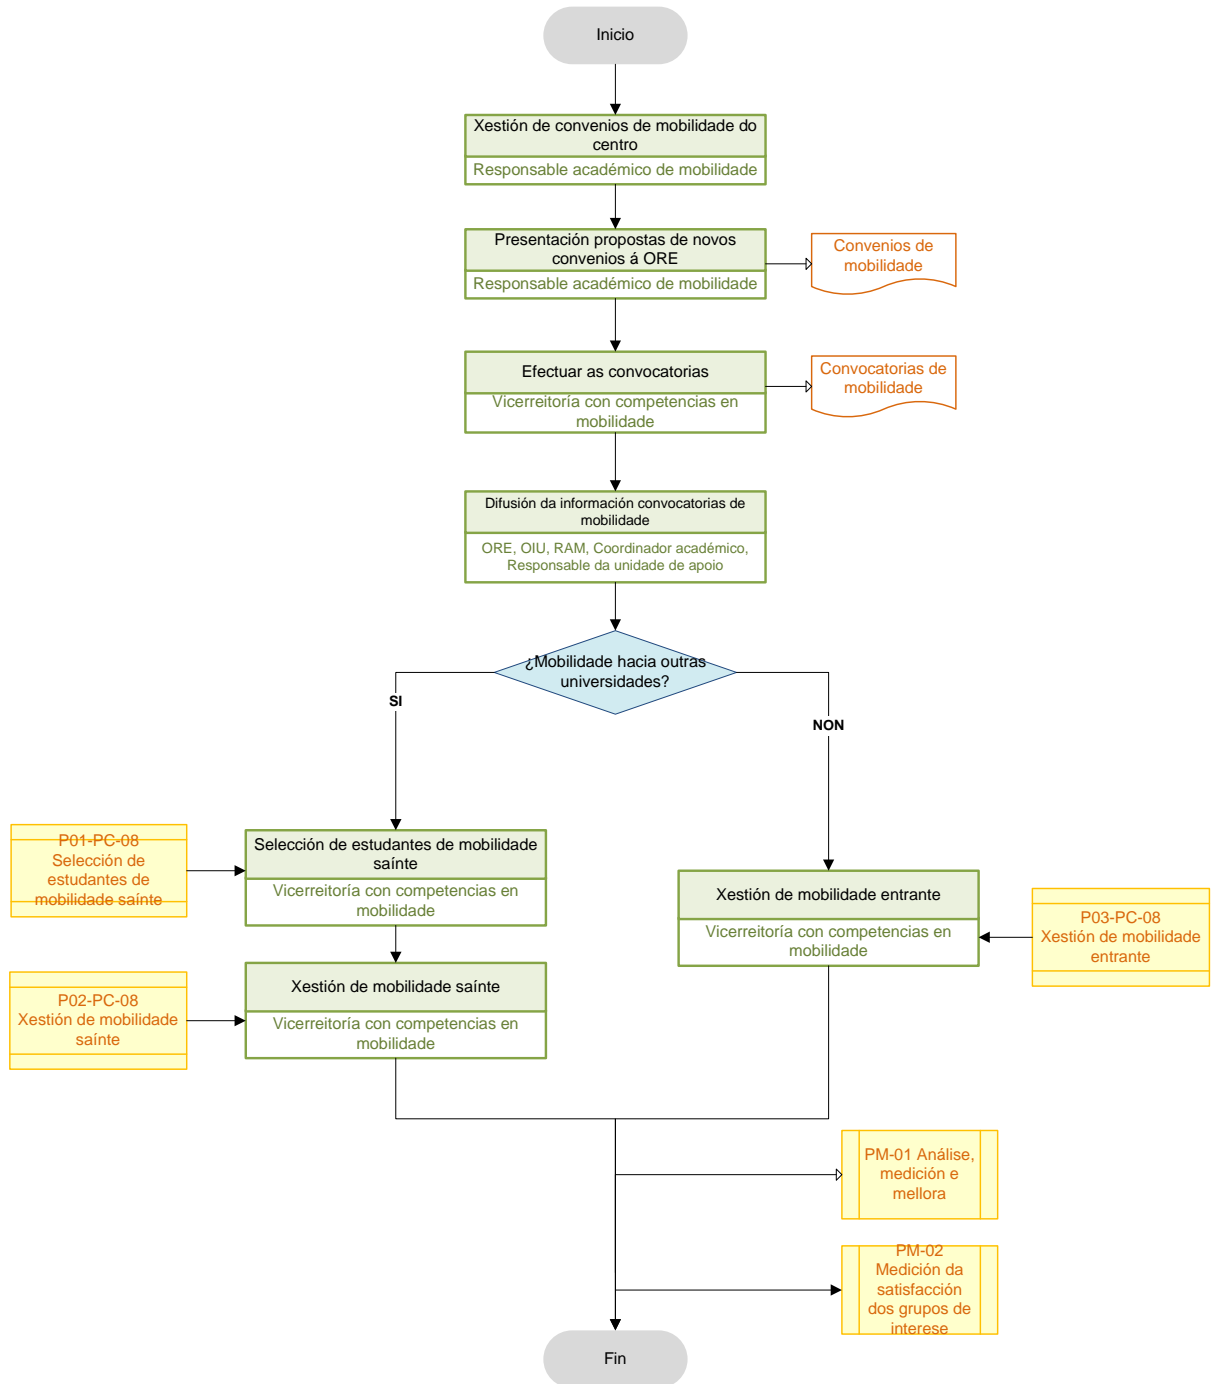 Inicio
Xestión de convenios de mobilidade do
centro
Responsable académico de mobilidade
Presentación propostas de novos
convenios á ORE
Responsable académico de mobilidade
Convenios de
mobilidade
Efectuar as convocatorias
Vicerreitoría con competencias en
mobilidade
Convocatorias de
mobilidade
Difusión da información convocatorias de
mobilidade
ORE, OIU, RAM, Coordinador académico,
Responsable da unidade de apoio
¿Mobilidade hacia outras
universidades?
SI
NON
P01-PC-08
Selección de
estudantes de
mobilidade saínte
Selección de estudantes de mobilidade
saínte
Vicerreitoría con competencias en
mobilidade
Xestión de mobilidade entrante
Vicerreitoría con competencias en
mobilidade
P03-PC-08
Xestión de mobilidade
entrante
P02-PC-08
Xestión de mobilidade
saínte
Xestión de mobilidade saínte
Vicerreitoría con competencias en
mobilidade
PM-01 Análise,
medición e
mellora
PM-02
Medición da
satisfacción
dos grupos de
interese
Fin